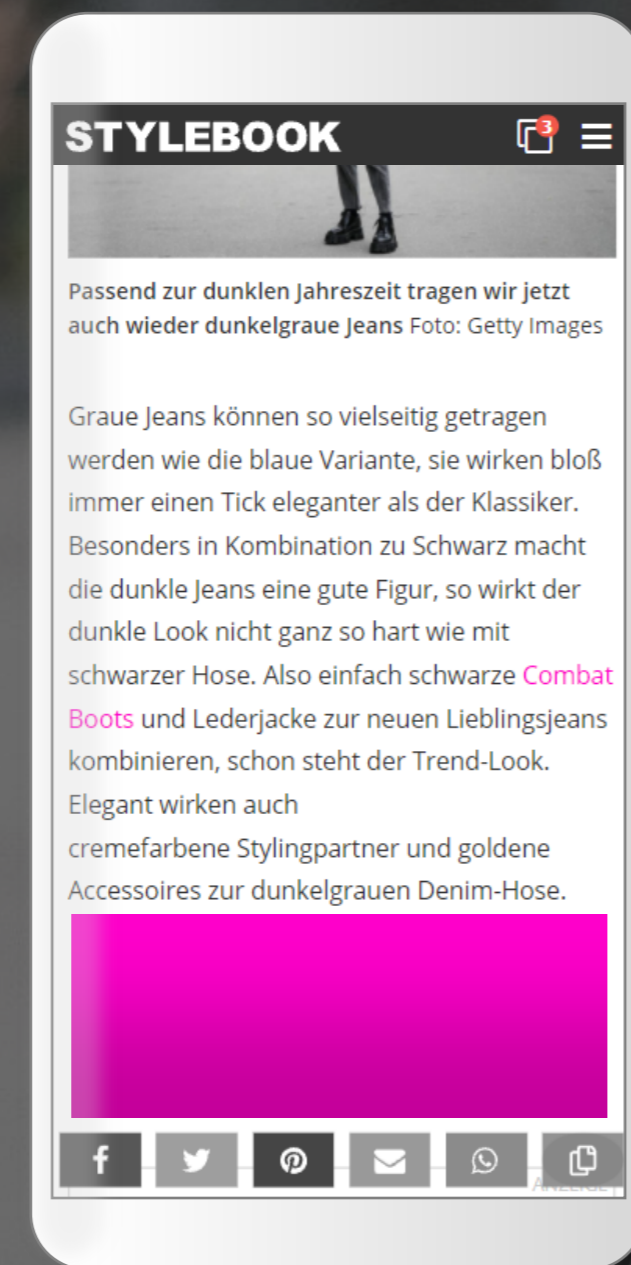 STYLEBOOK
3
Passend zur dunklen Jahreszeit tragen wir jetzt
auch wieder dunkelgraue Jeans Foto: Getty Images
Graue Jeans können so vielseitig getragen
werden wie die blaue Variante, sie wirken bloß
immer einen Tick eleganter als der Klassiker.
Besonders in Kombination zu Schwarz macht
die dunkle Jeans eine gute Figur, so wirkt der
dunkle Look nicht ganz so hart wie mit
schwarzer Hose. Also einfach schwarze Combat
Boots und Lederjacke zur neuen Lieblingsjeans
kombinieren, schon steht der Trend-Look.
Elegant wirken auch
cremefarbene Stylingpartner und goldene
Accessoires zur dunkelgrauen Denim-Hose.
ANZEIGE